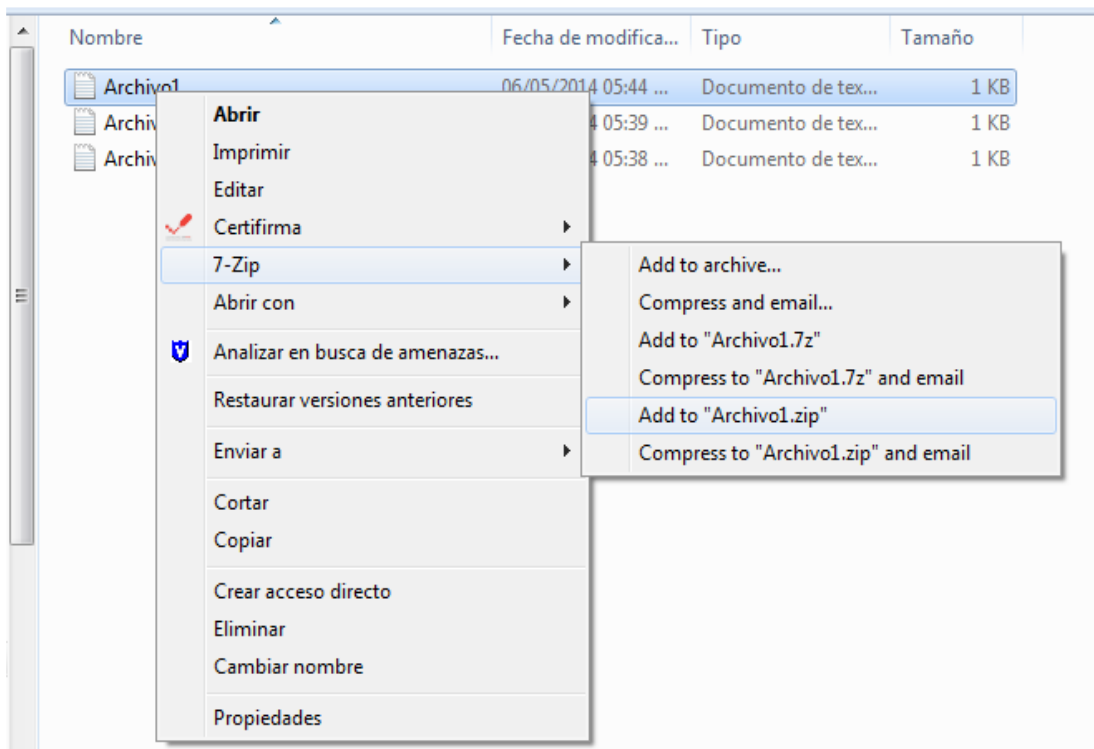 Nombre Fecha de modifica... Tipo Tamaño
Archivo1 06/05/2014 05:44 ... Documento de tex... 1 KB
Archiv 4 05:39 ... Documento de tex... 1 KB
Archiv 4 05:38 ... Documento de tex... 1 KB
Abrir
Imprimir
Editar
Certifirma
7-Zip
Abrir con
Analizar en busca de amenazas...
Restaurar versiones anteriores
Enviar a
Cortar
Copiar
Crear acceso directo
Eliminar
Cambiar nombre
Propiedades
Add to archive...
Compress and email...
Add to "Archivo1.7z"
Compress to "Archivo1.7z" and email
Add to "Archivo1.zip"
Compress to "Archivo1.zip" and email